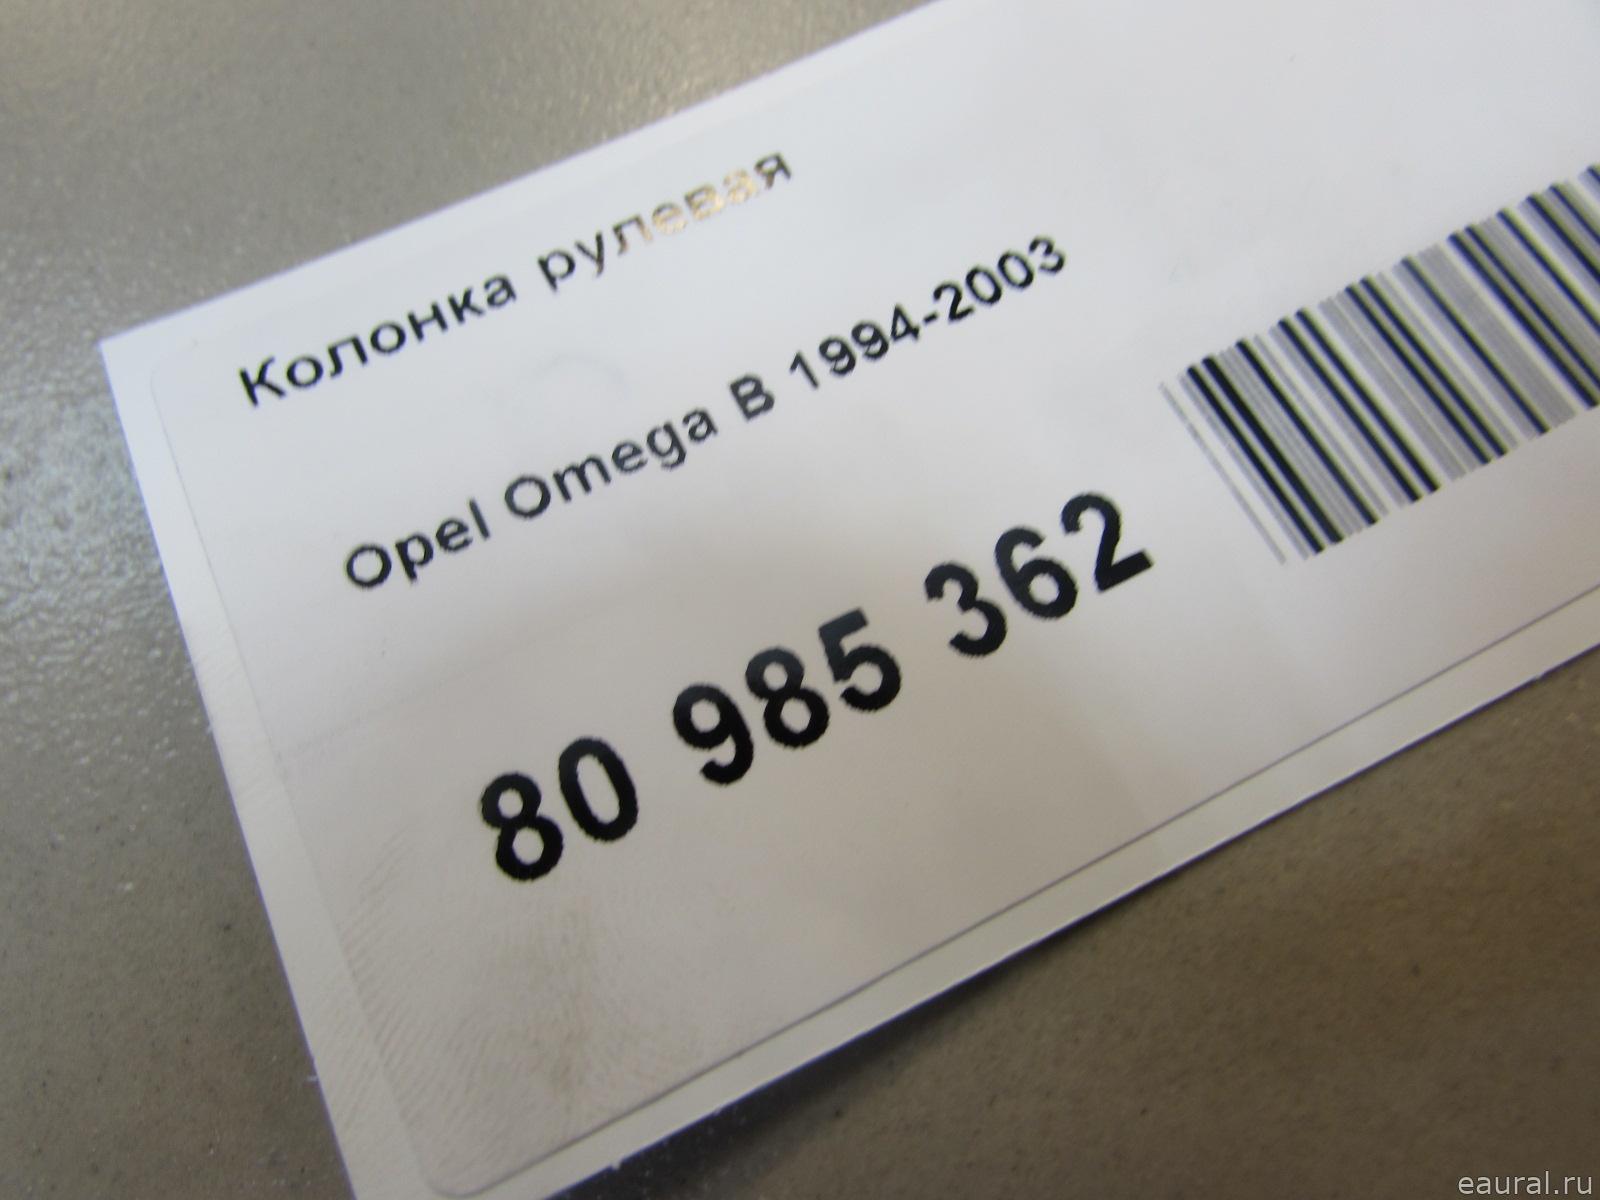 Колонка рулевая
Opel Omega B 1994-2003
80 985 362
eaural.ru